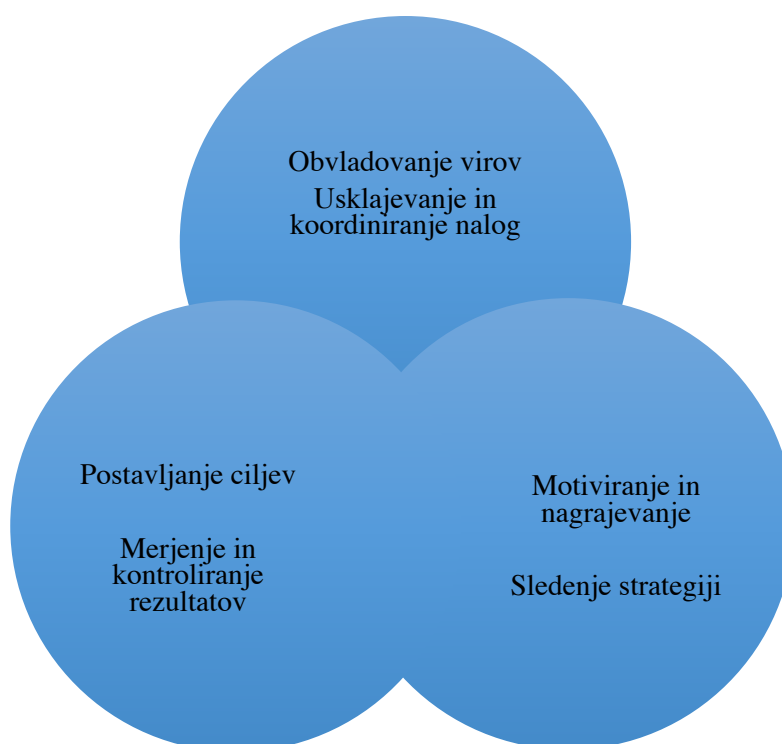 Obvladovanje virov
Usklajevanje in
koordiniranje nalog
Postavljanje ciljev
Merjenje in
kontroliranje
rezultatov
Motiviranje in
nagrajevanje
Sledenje strategiji